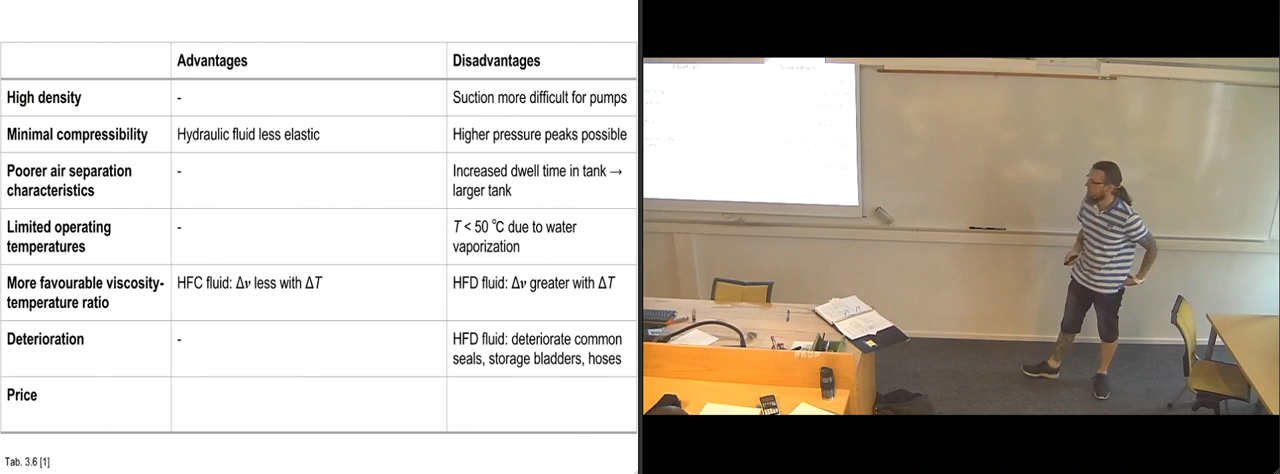 Advantages Disadvantages
High density - Suction more difficult for pumps
Minimal compressibility Hydraulic fluid less elastic Higher pressure peaks possible
Poorer air separation characteristics - Increased dwell time in tank → larger tank
Limited operating temperatures - T < 50 °C due to water vaporization
More favourable viscosity-temperature ratio HFC fluid: Δν less with ΔT HFD fluid: Δν greater with ΔT
Deterioration - HFD fluid: deteriorate common seals, storage bladders, hoses
Price
Tab. 3.6 [1]